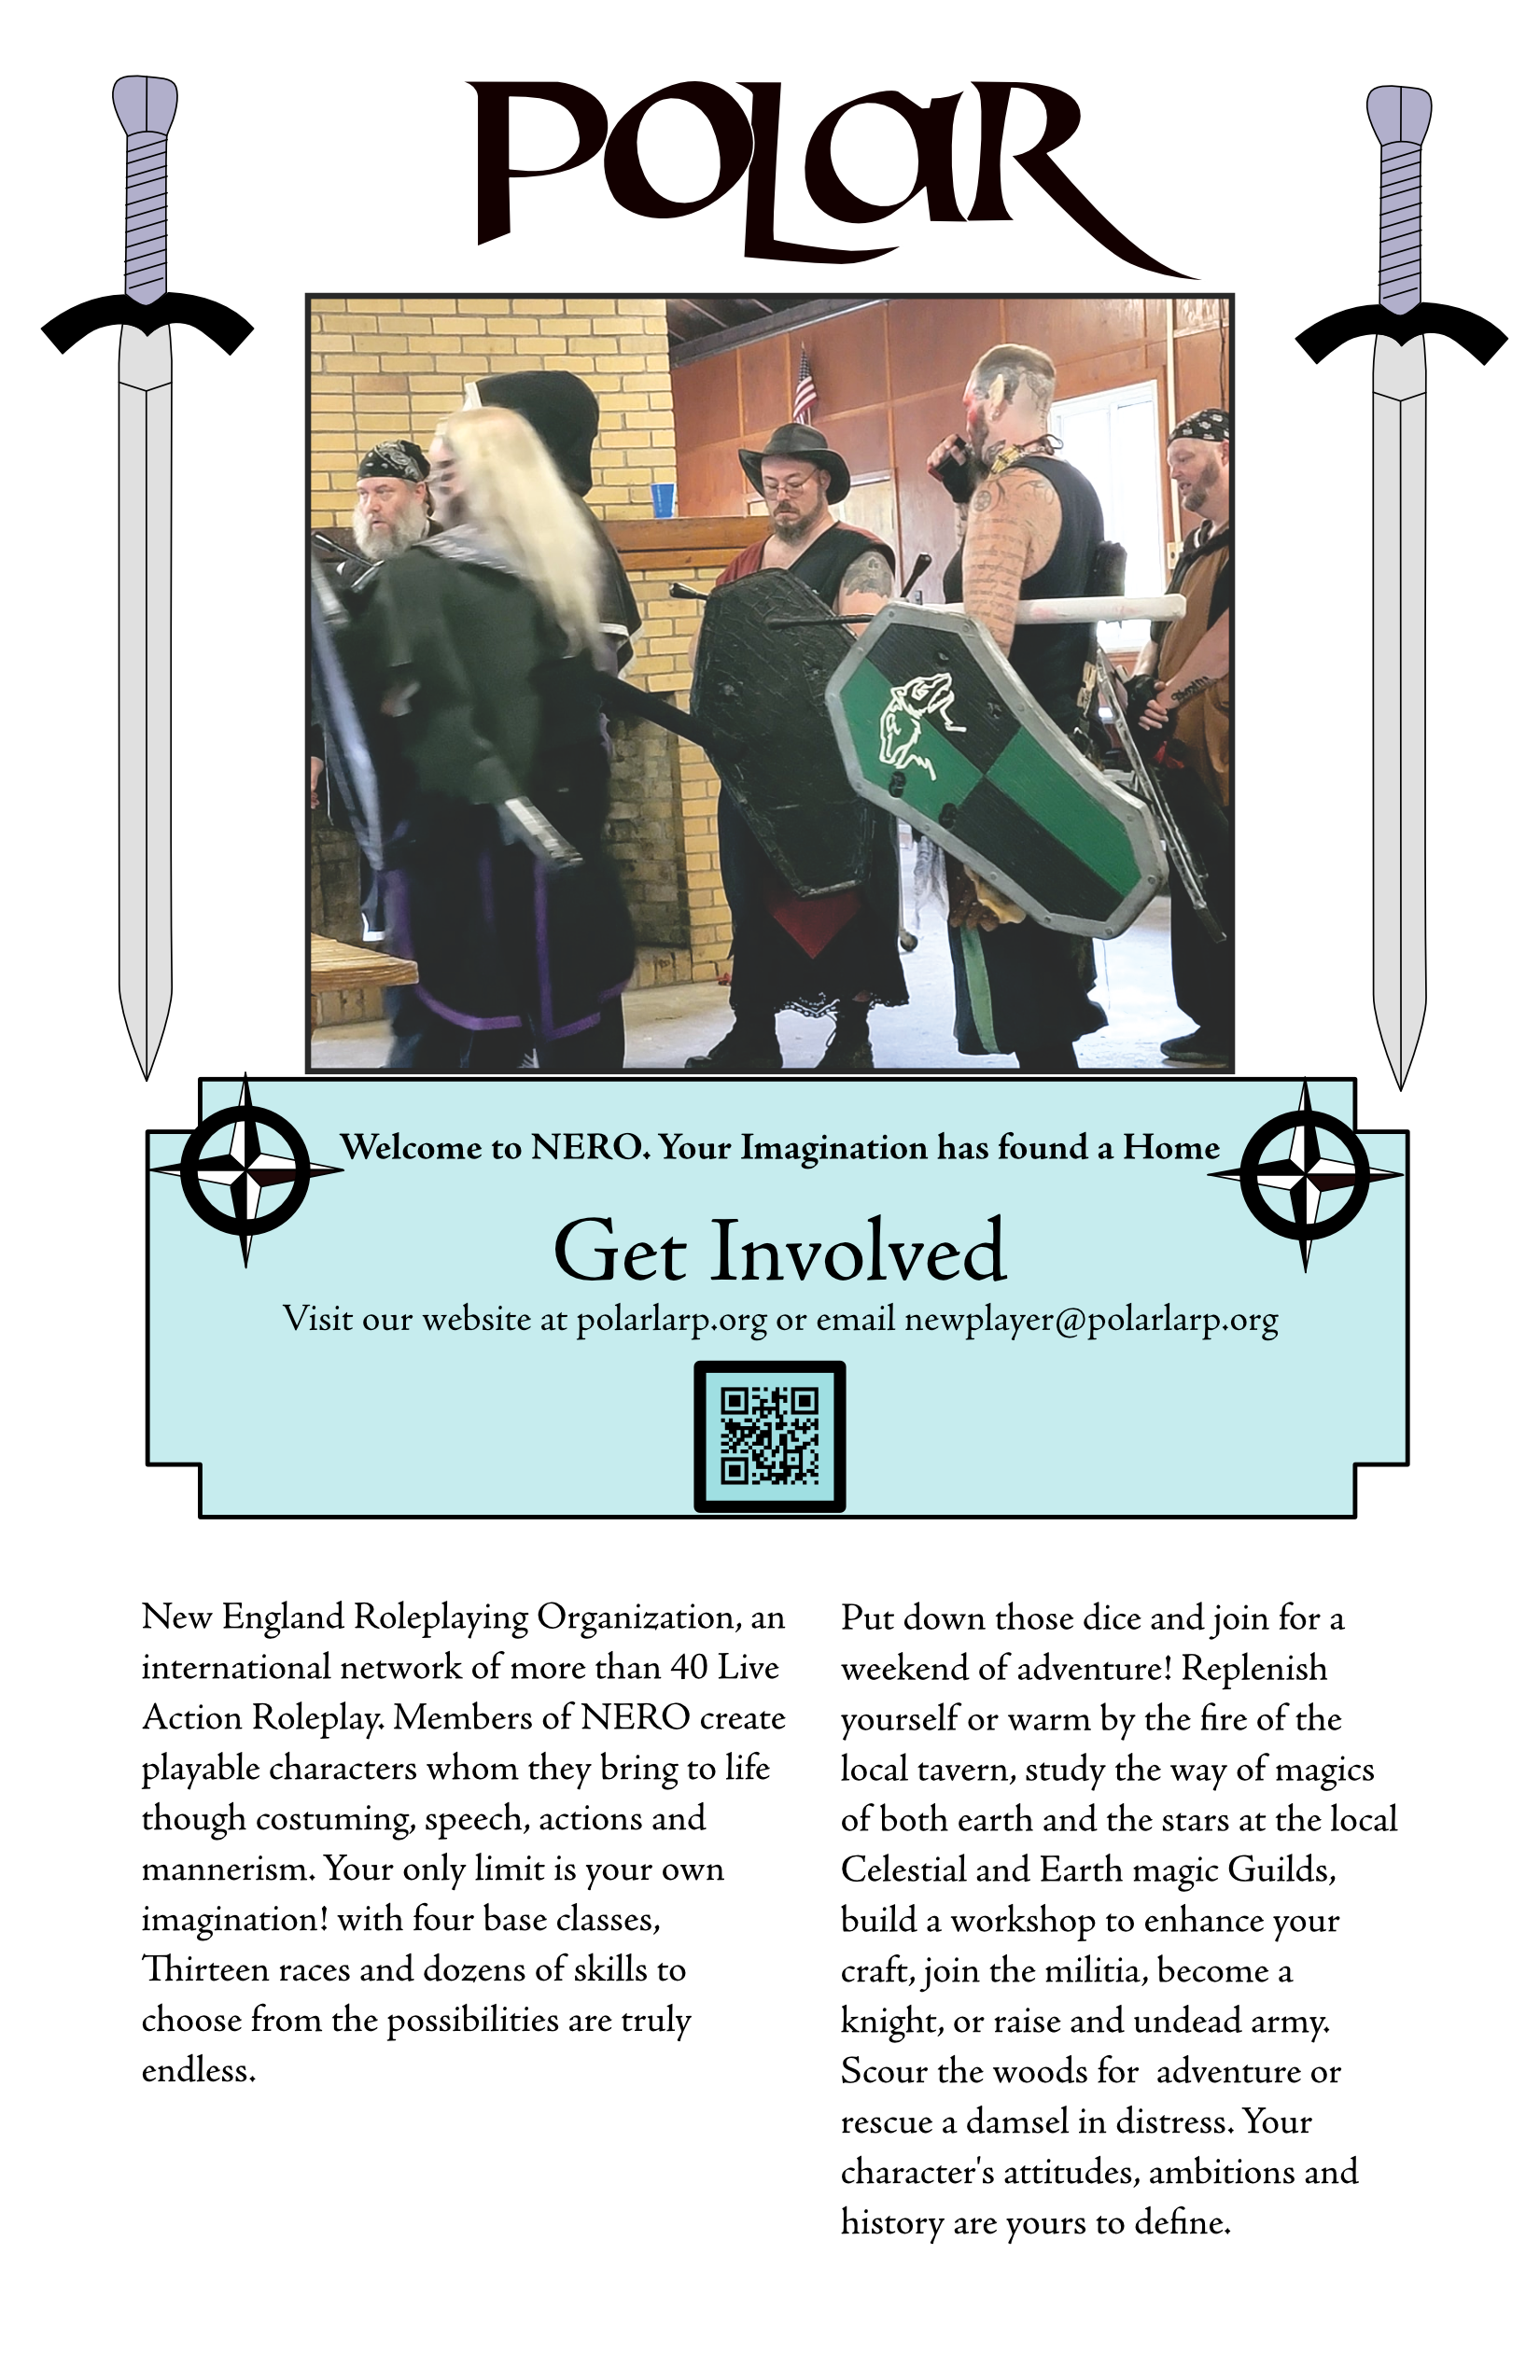 POLaR
Welcome to NERO. Your Imagination has found a Home
Get Involved
Visit our website at polarlarp.org or email newplayer@polarlarp.org
New England Roleplaying Organization, an
international network of more than 40 Live
Action Roleplay. Members of NERO create
playable characters whom they bring to life
though costuming, speech, actions and
mannerism. Your only limit is your own
imagination! with four base classes,
Thirteen races and dozens of skills to
choose from the possibilities are truly
endless.
Put down those dice and join for a
weekend of adventure! Replenish
yourself or warm by the fire of the
local tavern, study the way of magics
of both earth and the stars at the local
Celestial and Earth magic Guilds,
build a workshop to enhance your
craft, join the militia, become a
knight, or raise and undead army.
Scour the woods for  adventure or
rescue a damsel in distress. Your
character's attitudes, ambitions and
history are yours to define.